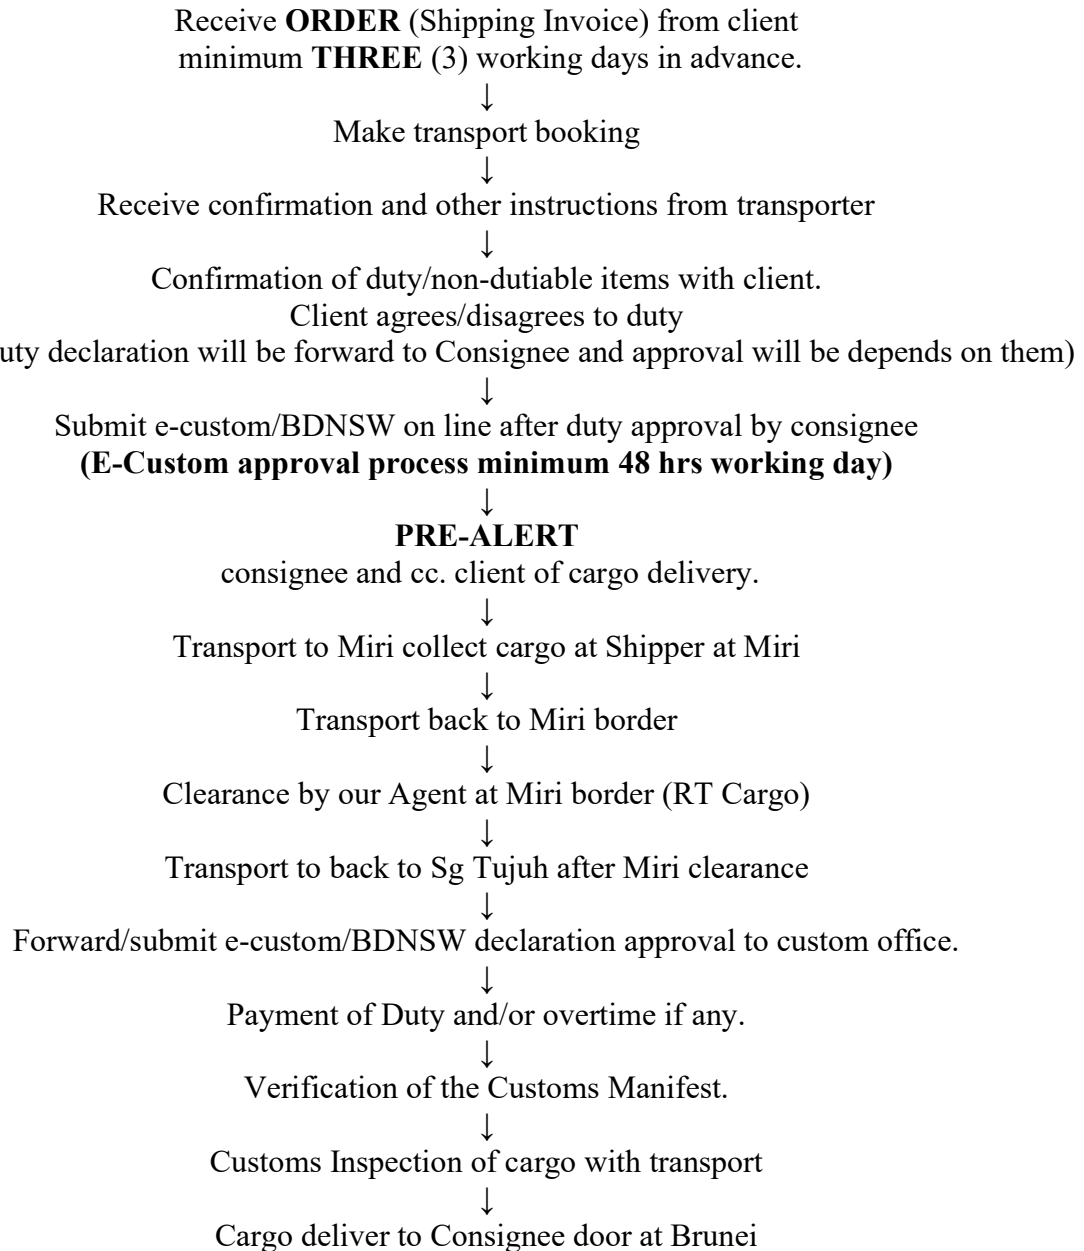 Receive ORDER (Shipping Invoice) from client
minimum THREE (3) working days in advance.
↓
Make transport booking
↓
Receive confirmation and other instructions from transporter
↓
Confirmation of duty/non-dutiable items with client.
Client agrees/disagrees to duty
uty declaration will be forward to Consignee and approval will be depends on them)
↓
Submit e-custom/BDNSW on line after duty approval by consignee
(E-Custom approval process minimum 48 hrs working day)
↓
PRE-ALERT
consignee and cc. client of cargo delivery.
↓
Transport to Miri collect cargo at Shipper at Miri
↓
Transport back to Miri border
↓
Clearance by our Agent at Miri border (RT Cargo)
↓
Transport to back to Sg Tujuh after Miri clearance
↓
Forward/submit e-custom/BDNSW declaration approval to custom office.
↓
Payment of Duty and/or overtime if any.
↓
Verification of the Customs Manifest.
↓
Customs Inspection of cargo with transport
↓
Cargo deliver to Consignee door at Brunei